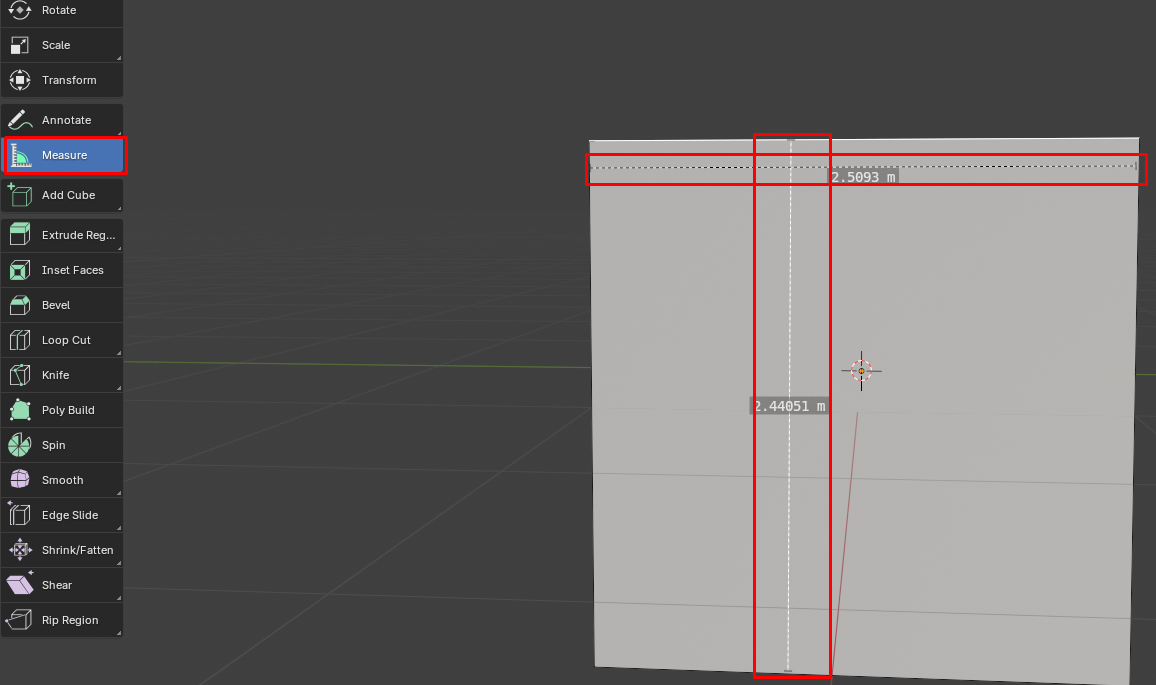 Rotate
Scale
Transform
Annotate
Measure
Add Cube
Extrude Reg...
Inset Faces
Bevel
Loop Cut
Knife
Poly Build
Spin
Smooth
Edge Slide
Shrink/Fatten
Shear
Rip Region
2.5093 m
2.44051 m